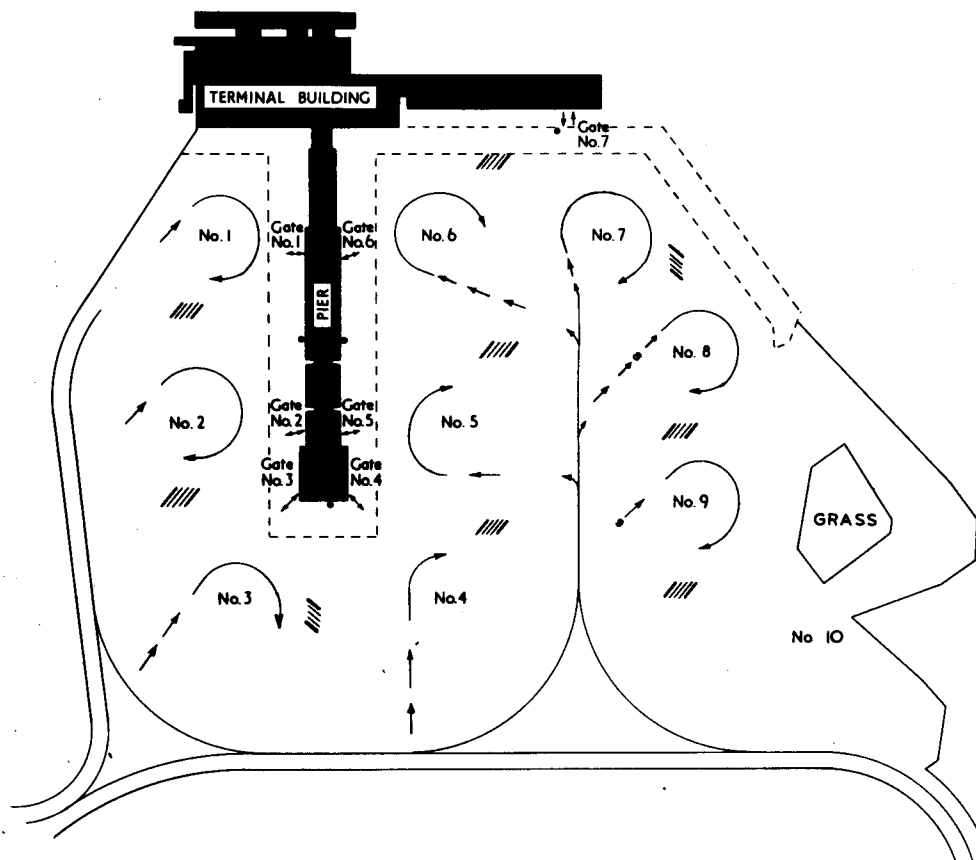 TERMINAL BUILDING
Gate
No.7
Gate
No.1
Gate
No.6
No.1
No.6
No.7
PIER
No.8
Gate
No.2
Gate
No.5
No.2
No.5
Gate
No.3
Gate
No.4
No.9
GRASS
No.3
No.4
No 10